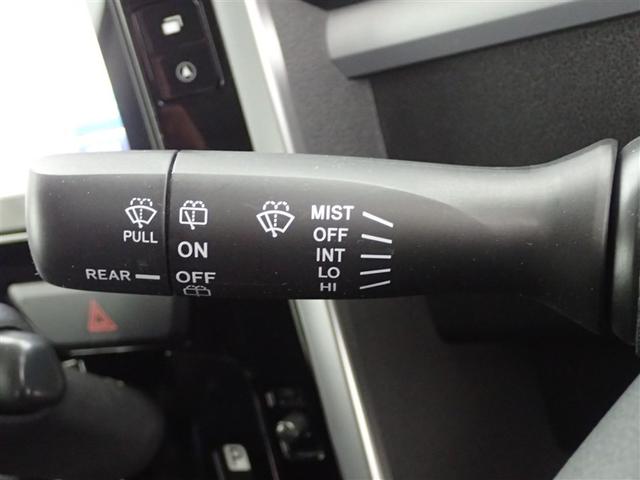 PULL
REAR
ON
OFF
MIST
OFF
INT
LO
HI
P